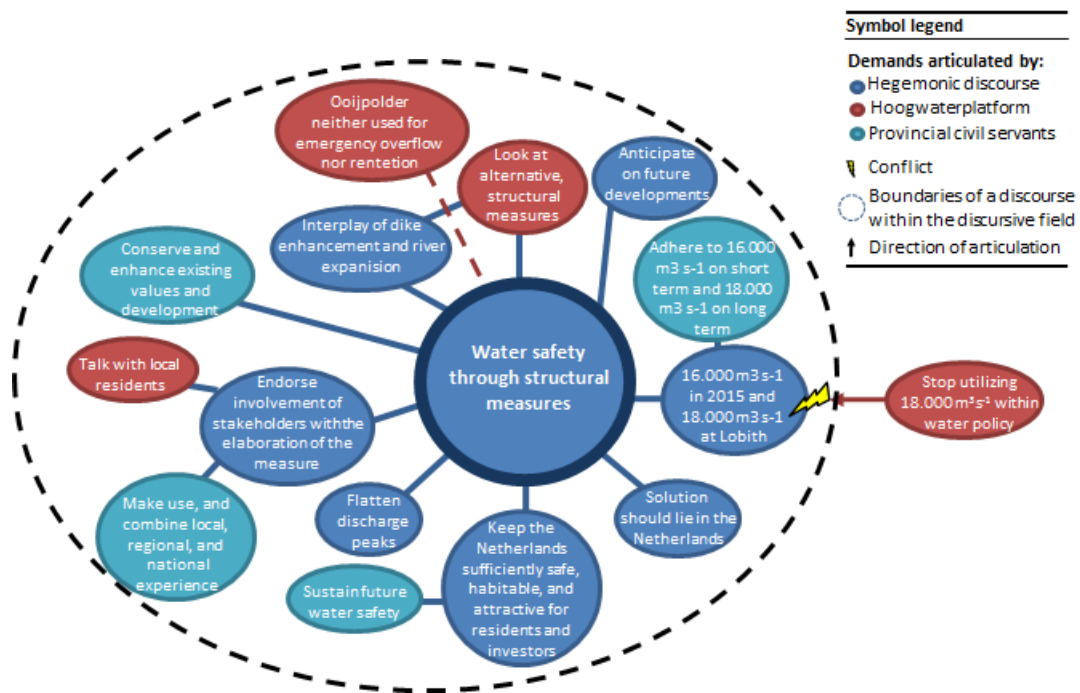 Symbol legend
Demands articulated by:
Hegemonic discourse
Hoogwaterplatform
Provincial civil servants
Conflict
Boundaries of a discourse
within the discursive field
Direction of articulation
Ooijpolder
neither used for
emergency overflow
nor rentetion
Look at
alternative,
structural
measures
Anticipate
on future
developments
Interplay of dike
enhancement and river
expanision
Adhere to 16.000
m3 s-1 on short
term and 18.000
m3 s-1 on long
term
Conserve and
enhance existing
values and
development
Water safety
through structural
measures
Talk with local
residents
Endorse
involvement of
stakeholders with the
elaboration of the
measure
16.000 m3 s-1
in 2015 and
18.000 m3 s-1
at Lobith
Stop utilizing
18.000 m³s⁻¹ within
water policy
Make use, and
combine local,
regional, and
national experience
Flatten
discharge
peaks
Solution
should lie in the
Netherlands
Keep the
Netherlands
sufficiently safe,
habitable, and
attractive for
residents and
investors
Sustain future
water safety